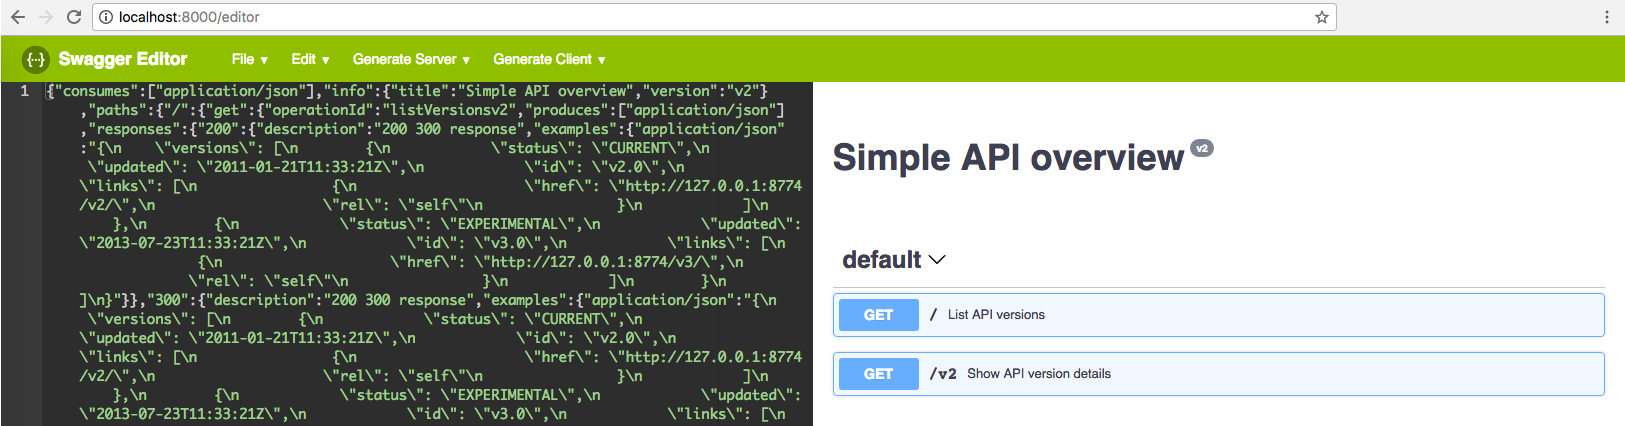 localhost:8000/editor
{··} Swagger Editor File ▾ Edit ▾ Generate Server ▾ Generate Client ▾
1 {"consumes":["application/json"],"info":{"title":"Simple API overview","version":"v2"}
,"paths":{"/":{"get":{"operationId":"listVersionsv2","produces":["application/json"]
,"responses":{"200":{"description":"200 300 response","examples":{"application/json"
:"{\n    \"versions\": [\n        {\n            \"status\": \"CURRENT\",\n
\"updated\": \"2011-01-21T11:33:21Z\",\n            \"id\": \"v2.0\",\n
\"links\": [\n                {\n                    \"href\": \"http://127.0.0.1:8774
/v2/\",\n                    \"rel\": \"self\"\n                }\n            ]\n
},\n        {\n            \"status\": \"EXPERIMENTAL\",\n            \"updated\":
\"2013-07-23T11:33:21Z\",\n            \"id\": \"v3.0\",\n            \"links\": [\n
{\n                    \"href\": \"http://127.0.0.1:8774/v3/\",\n
\"rel\": \"self\"\n                }\n            ]\n        }\n
]\n}"}},"300":{"description":"200 300 response","examples":{"application/json":"{\n
\"versions\": [\n        {\n            \"status\": \"CURRENT\",\n
\"updated\": \"2011-01-21T11:33:21Z\",\n            \"id\": \"v2.0\",\n
\"links\": [\n                {\n                    \"href\": \"http://127.0.0.1:8774
/v2/\",\n                    \"rel\": \"self\"\n                }\n            ]\n
},\n        {\n            \"status\": \"EXPERIMENTAL\",\n            \"updated\":
\"2013-07-23T11:33:21Z\",\n            \"id\": \"v3.0\",\n            \"links\": [\n
Simple API overview v2
default
GET / List API versions
GET /v2 Show API version details